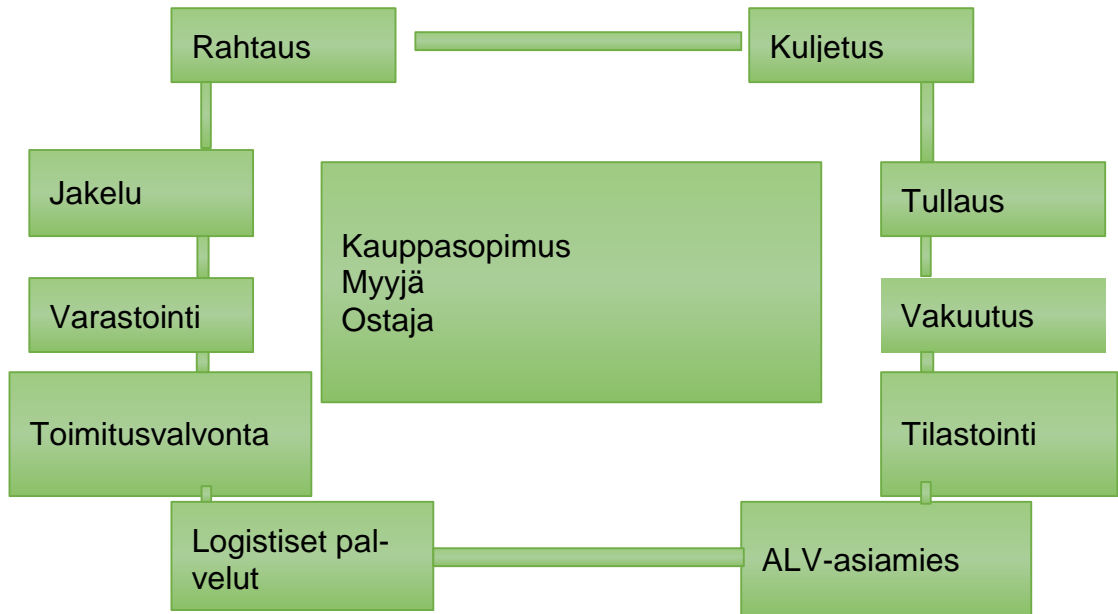 Rahtaus
Kuljetus
Jakelu
Tullaus
Kauppasopimus
Myyjä
Ostaja
Varastointi
Vakuutus
Toimitusvalvonta
Tilastointi
Logistiset pal-
velut
ALV-asiamies